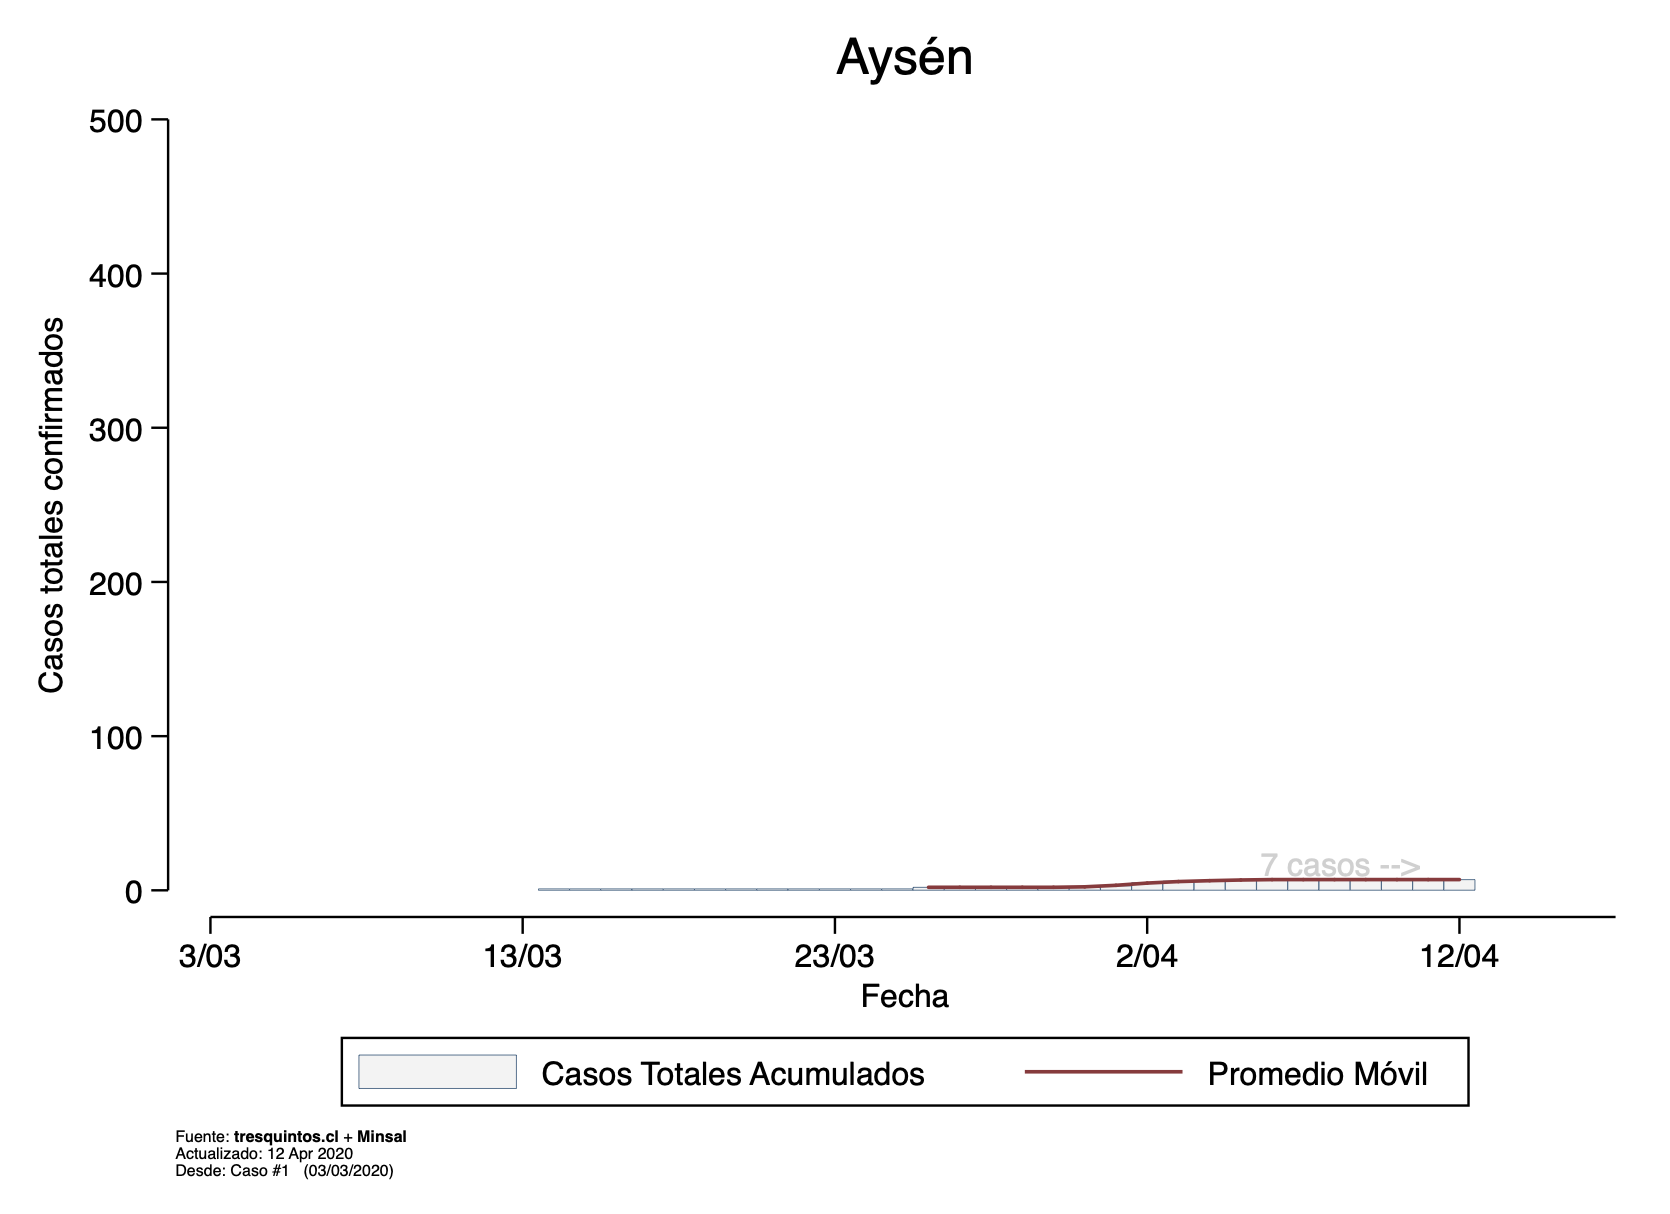 Aysén
Casos totales confirmados
500
400
300
200
100
0
7 casos -->
3/03 13/03 23/03 2/04 12/04
Fecha
Casos Totales Acumulados Promedio Móvil
Fuente: tresquintos.cl + Minsal
Actualizado: 12 Apr 2020
Desde: Caso #1 (03/03/2020)